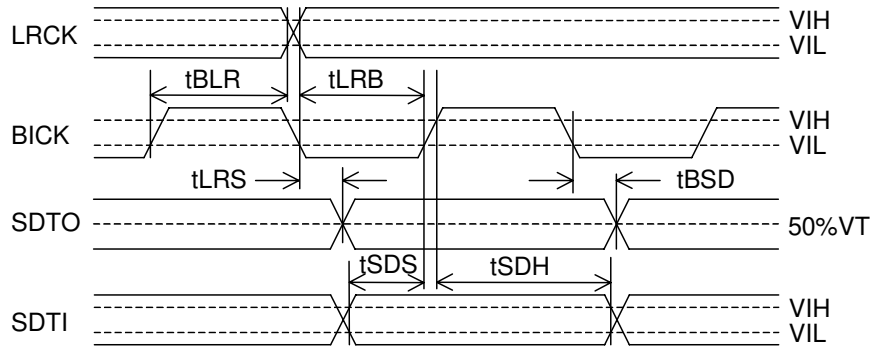 LRCK
VIH
VIL
tBLR
tLRB
BICK
VIH
VIL
tLRS
tBSD
SDTO
50%VT
tSDS
tSDH
SDTI
VIH
VIL